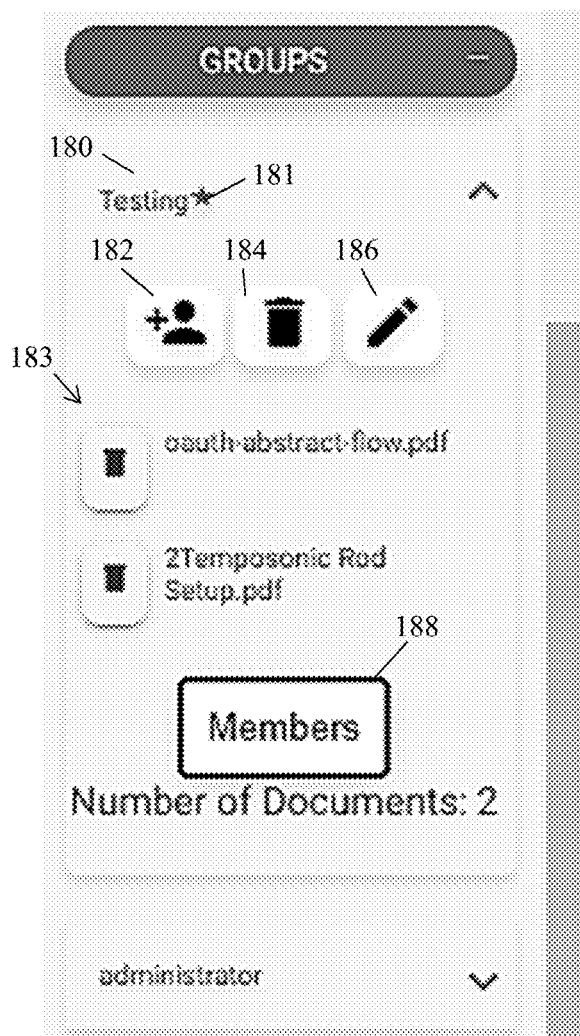 GROUPS
180
Testing
181
182
184
186
183
oauth-abstract-flow.pdf
2Temposonic Rod
Setup.pdf
188
Members
Number of Documents: 2
administrator